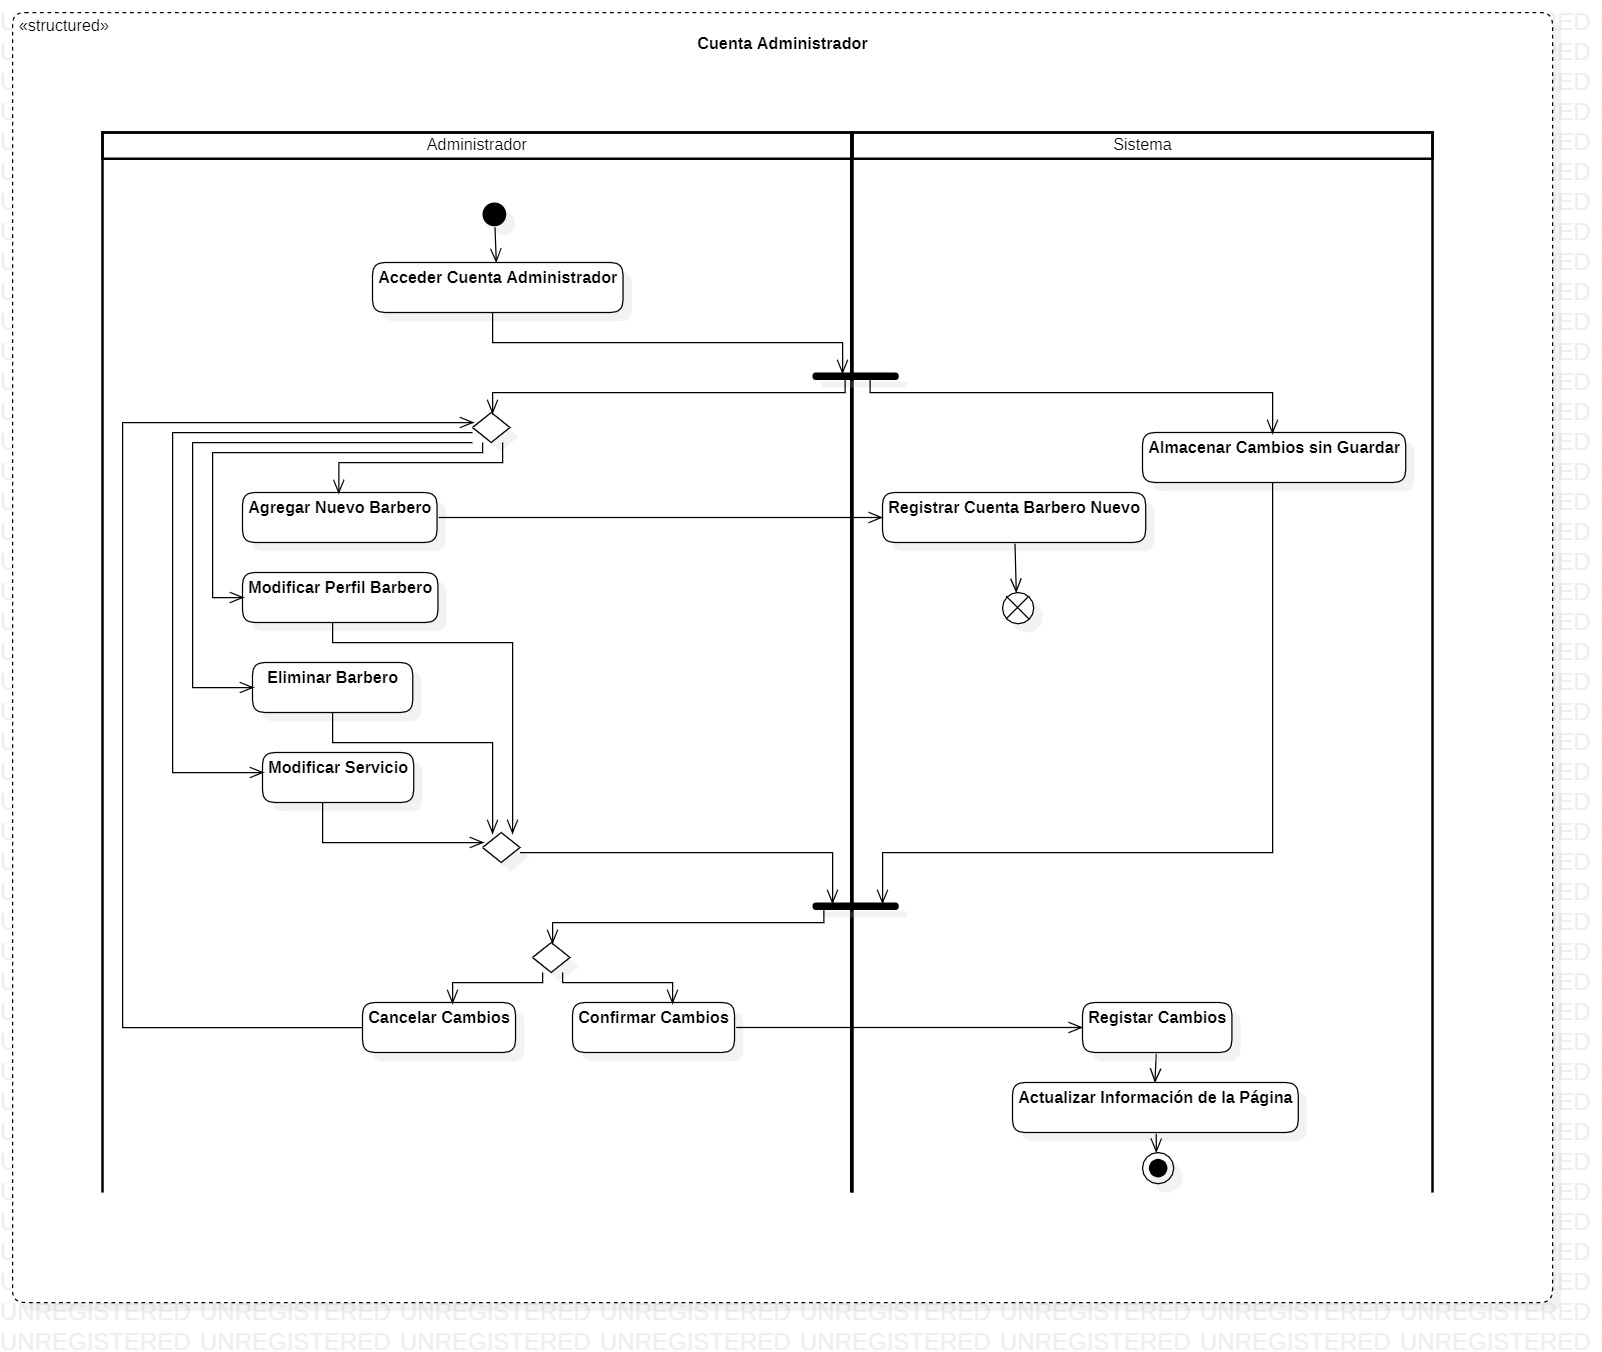 «structured»
Cuenta Administrador
Administrador
Sistema
Acceder Cuenta Administrador
Almacenar Cambios sin Guardar
Agregar Nuevo Barbero
Registrar Cuenta Barbero Nuevo
Modificar Perfil Barbero
Eliminar Barbero
Modificar Servicio
Cancelar Cambios
Confirmar Cambios
Registar Cambios
Actualizar Información de la Página
UNREGISTERED UNREGISTERED UNREGISTERED UNREGISTERED UNREGISTERED UNREGISTERED UNREGISTERED UNREGISTERED
UNREGISTERED UNREGISTERED UNREGISTERED UNREGISTERED UNREGISTERED UNREGISTERED UNREGISTERED UNREGISTERED